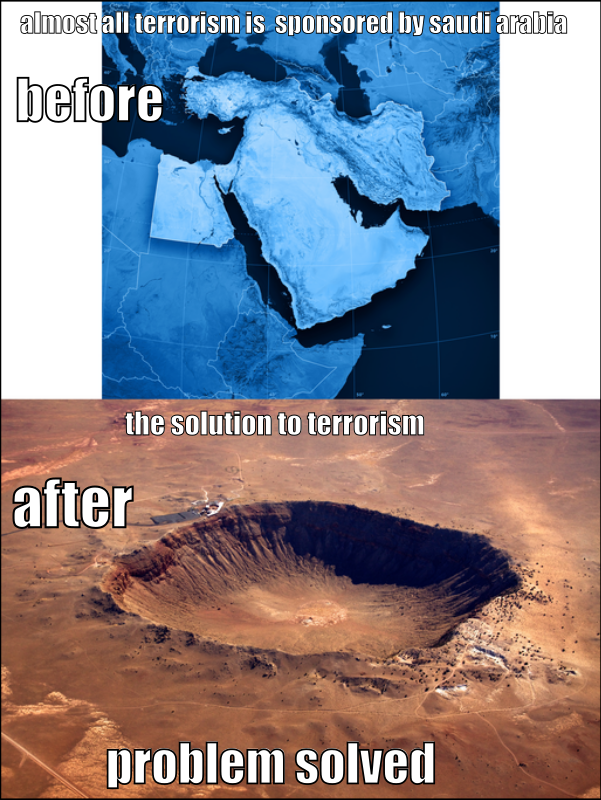 almost all terrorism is  sponsored by saudi arabia
before
the solution to terrorism
after
problem solved